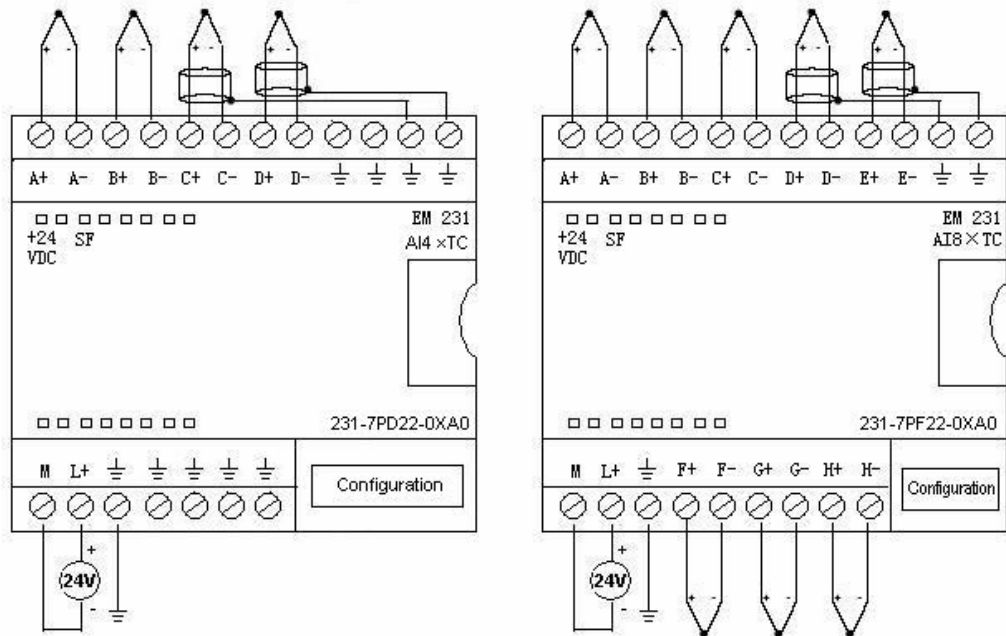 + - + - + - + -
A+ A- B+ B- C+ C- D+ D-
EM 231
+24 SF AI4 ×TC
VDC
231-7PD22-0XA0
M L+
Configuration
+
24V
-
+ - + - + - + - + -
A+ A- B+ B- C+ C- D+ D- E+ E-
EM 231
+24 SF AI8×TC
VDC
231-7PF22-0XA0
M L+ F+ F- G+ G- H+ H-
Configuration
+
24V
-
+ - + - + -